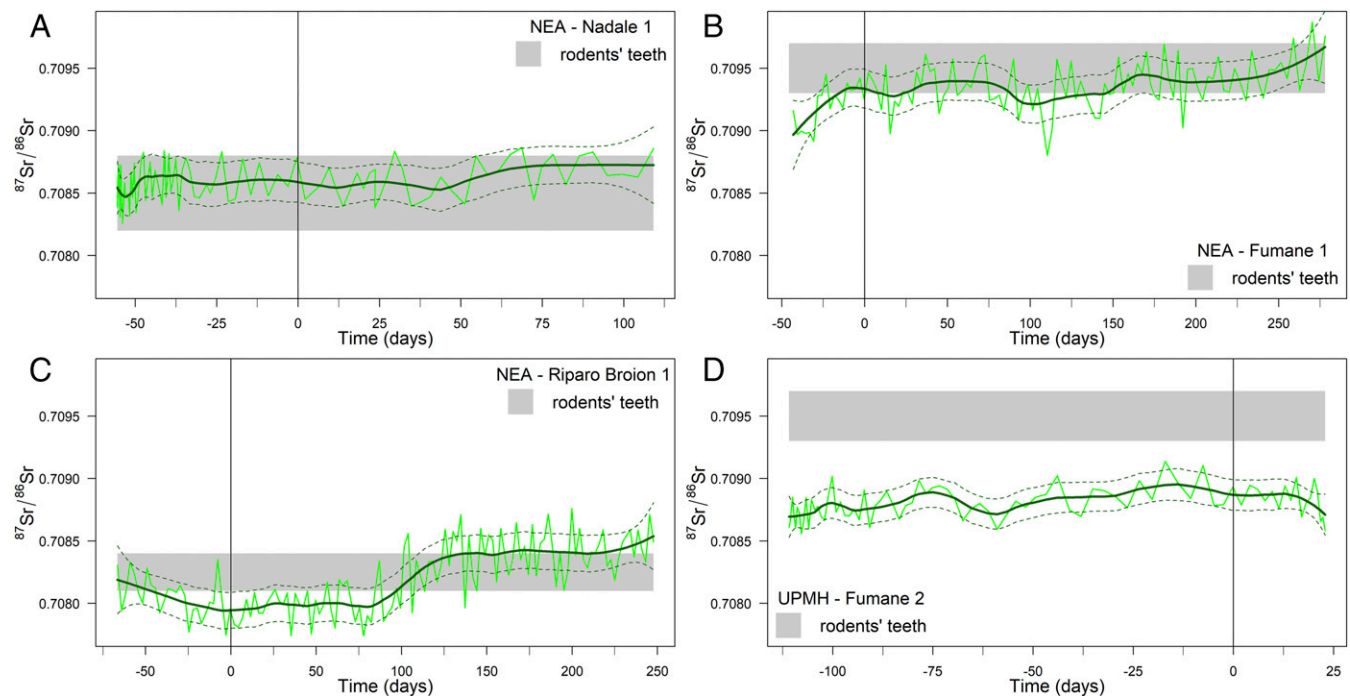 A
NEA - Nadale 1
rodents' teeth
0.7095
0.7090
0.7085
0.7080
⁸⁷Sr/⁸⁶Sr
-50 -25 0 25 50 75 100
Time (days)
B
0.7095
0.7090
0.7085
0.7080
⁸⁷Sr/⁸⁶Sr
NEA - Fumane 1
rodents' teeth
-50 0 50 100 150 200 250
Time (days)
C
NEA - Riparo Broion 1
rodents' teeth
0.7095
0.7090
0.7085
0.7080
⁸⁷Sr/⁸⁶Sr
-50 0 50 100 150 200 250
Time (days)
D
0.7095
0.7090
0.7085
0.7080
⁸⁷Sr/⁸⁶Sr
UPMH - Fumane 2
rodents' teeth
-100 -75 -50 -25 0 25
Time (days)